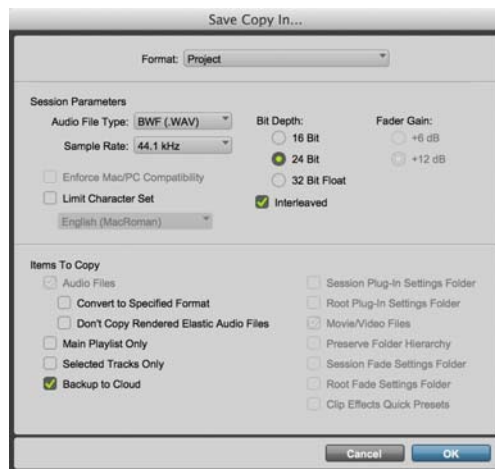 Save Copy In...
Format: Project
Session Parameters
Audio File Type: BWF (.WAV)
Sample Rate: 44.1 kHz
Enforce Mac/PC Compatibility
Limit Character Set
English (MacRoman)
Bit Depth:
16 Bit
24 Bit
32 Bit Float
Interleaved
Fader Gain:
+6 dB
+12 dB
Items To Copy
Audio Files
Convert to Specified Format
Don't Copy Rendered Elastic Audio Files
Main Playlist Only
Selected Tracks Only
Backup to Cloud
Session Plug-In Settings Folder
Root Plug-In Settings Folder
Movie/Video Files
Preserve Folder Hierarchy
Session Fade Settings Folder
Root Fade Settings Folder
Clip Effects Quick Presets
Cancel
OK